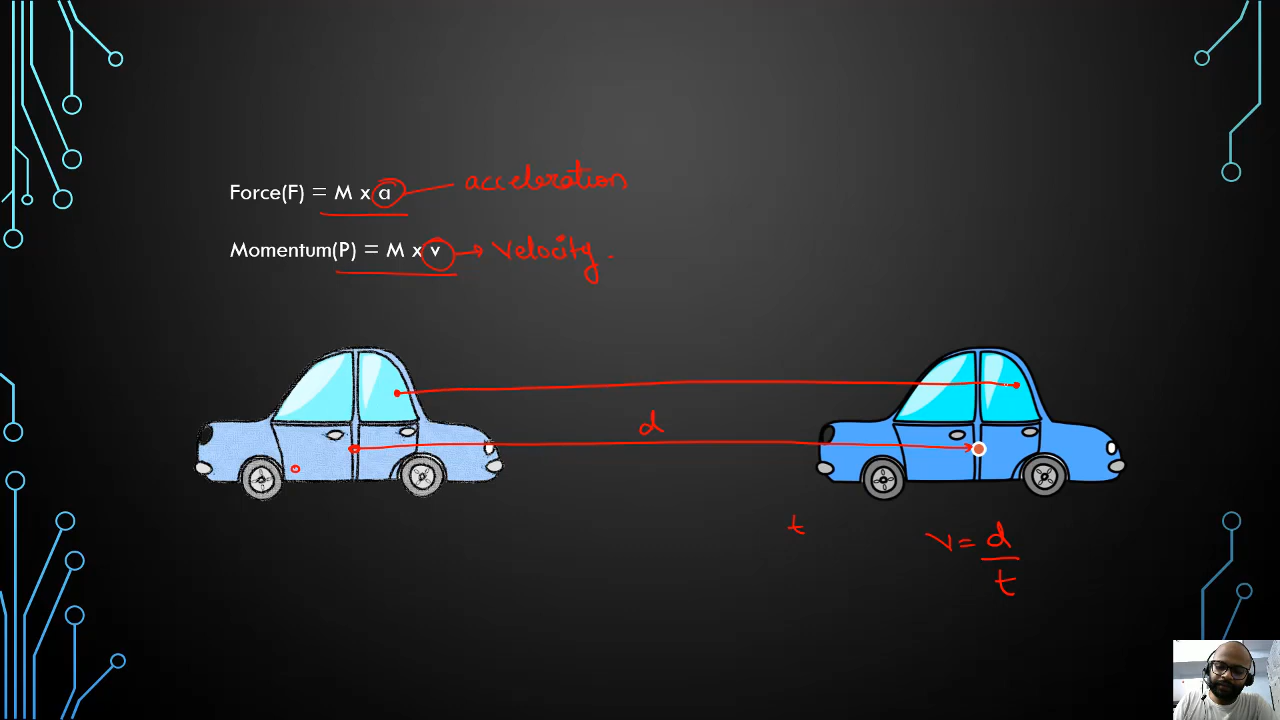 Force(F) = M x a acceleration
Momentum(P) = M x v → Velocity.
d
t
v = d/t